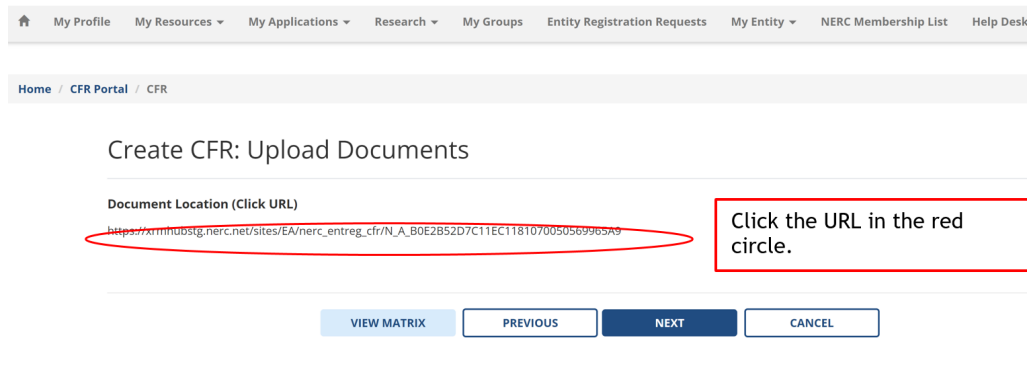 My Profile My Resources My Applications Research My Groups Entity Registration Requests My Entity NERC Membership List Help Desk
Home / CFR Portal / CFR
Create CFR: Upload Documents
Document Location (Click URL)
https://xrmhubstg.nerc.net/sites/EA/nerc_entreg_cfr/N_A_B0E2B52D7C11EC1181070050569965A9
Click the URL in the red
circle.
VIEW MATRIX PREVIOUS NEXT CANCEL